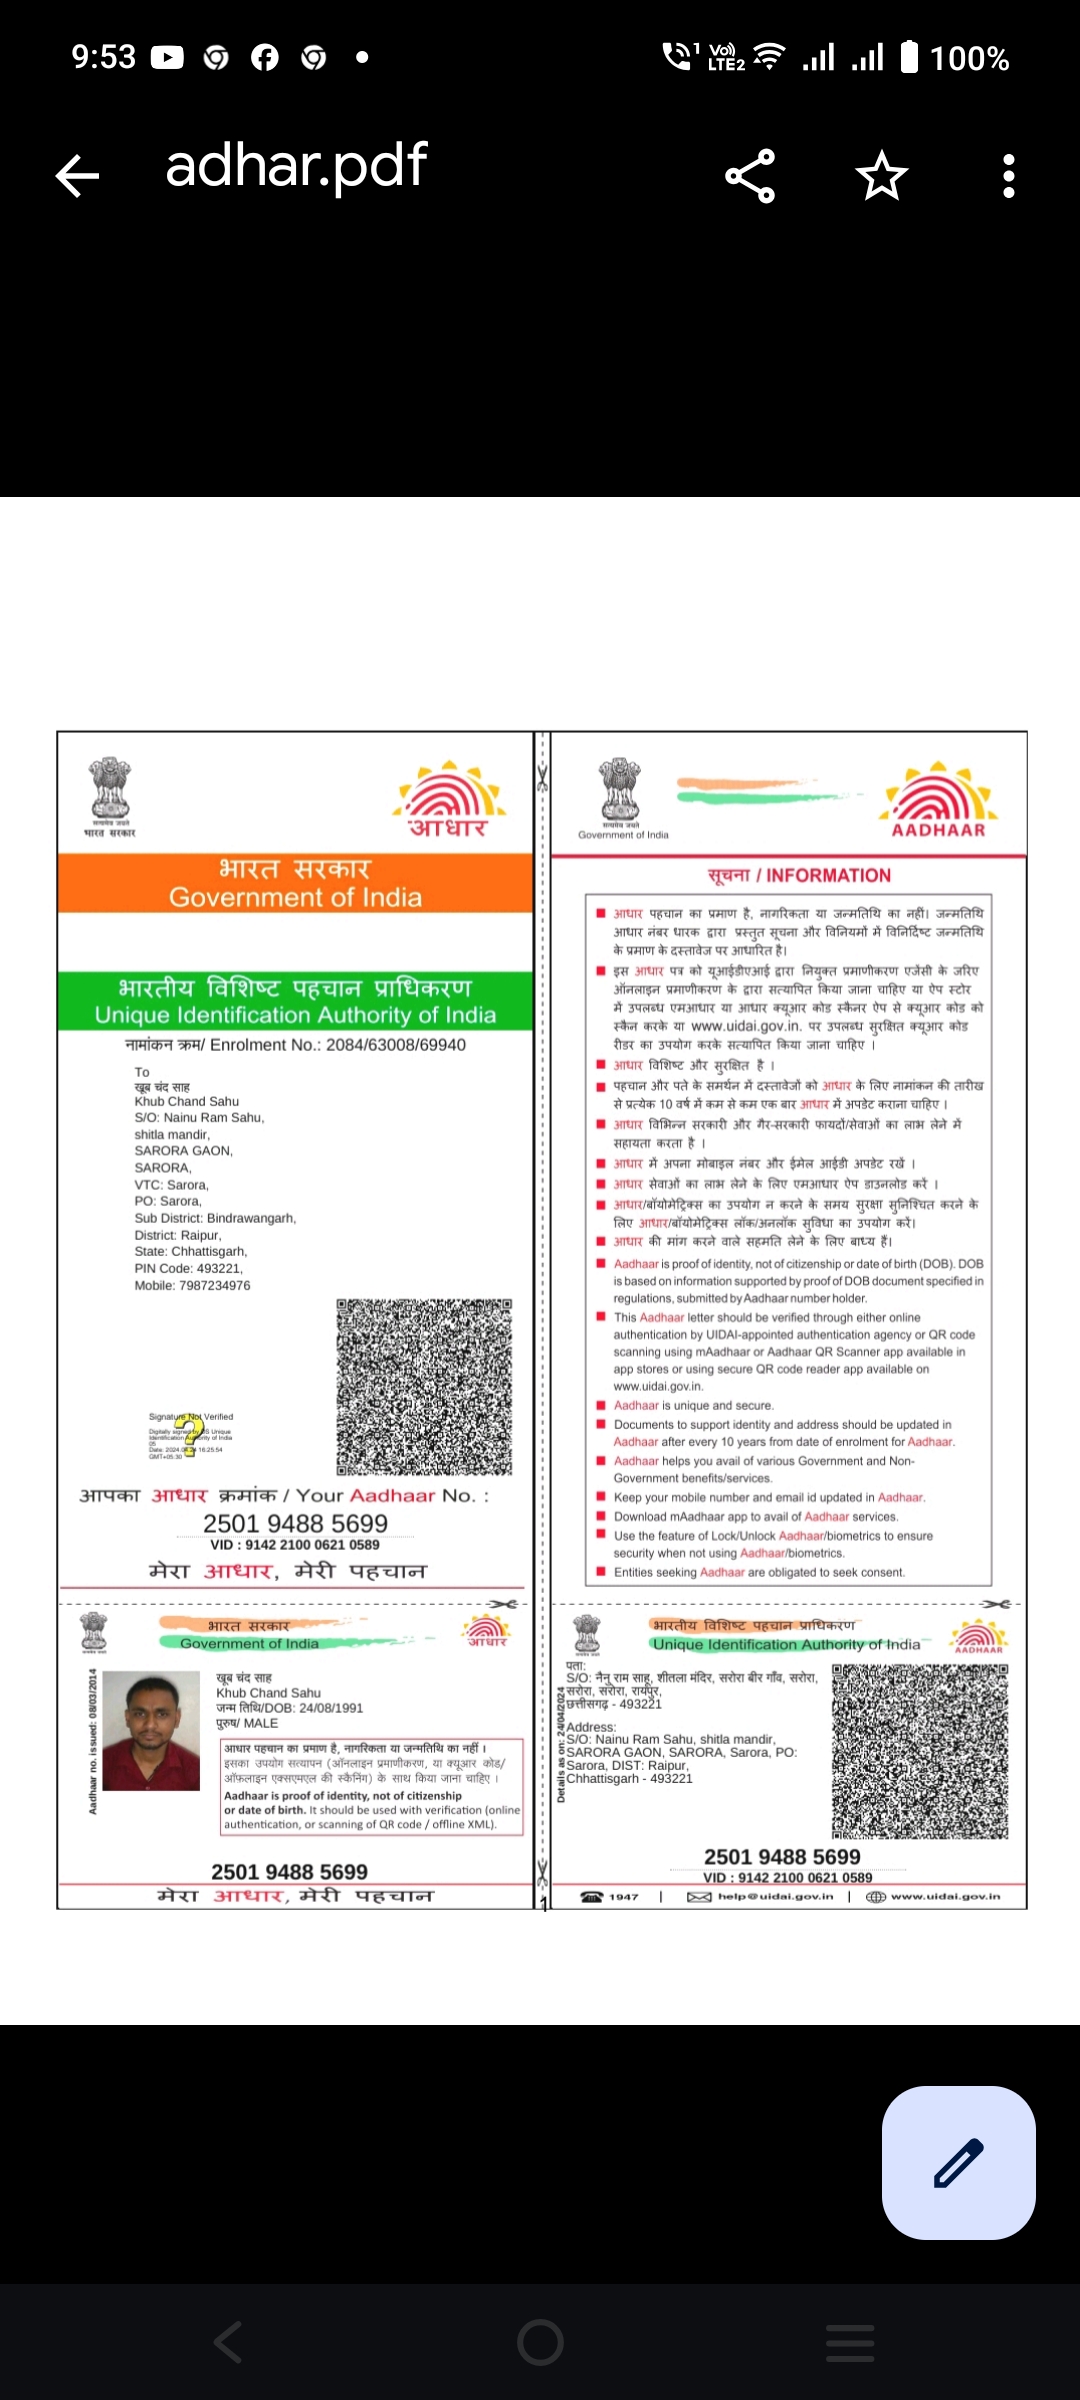 9:53
Vo) LTE2
100%
adhar.pdf
सत्यमेव जयते
भारत सरकार
आधार
भारत सरकार
Government of India
भारतीय विशिष्ट पहचान प्राधिकरण
Unique Identification Authority of India
नामांकन क्रम/ Enrolment No.: 2084/63008/69940
To
खूब चंद साह
Khub Chand Sahu
S/O: Nainu Ram Sahu,
shitla mandir,
SARORA GAON,
SARORA,
VTC: Sarora,
PO: Sarora,
Sub District: Bindrawangarh,
District: Raipur,
State: Chhattisgarh,
PIN Code: 493221,
Mobile: 7987234976
Signature Not Verified
Digitally signed by DS Unique
Identification Authority of India
05
Date: 2024. 16:25:54
GMT+05:30
आपका आधार क्रमांक / Your Aadhaar No. :
2501 9488 5699
VID : 9142 2100 0621 0589
मेरा आधार, मेरी पहचान
सत्यमेव जयते
Government of India
AADHAAR
सूचना / INFORMATION
आधार पहचान का प्रमाण है, नागरिकता या जन्मतिथि का नहीं। जन्मतिथि
आधार नंबर धारक द्वारा प्रस्तुत सूचना और विनियमों में विनिर्दिष्ट जन्मतिथि
के प्रमाण के दस्तावेज पर आधारित है।
इस आधार पत्र को यूआईडीएआई द्वारा नियुक्त प्रमाणीकरण एजेंसी के जरिए
ऑनलाइन प्रमाणीकरण के द्वारा सत्यापित किया जाना चाहिए या ऐप स्टोर
में उपलब्ध एमआधार या आधार क्यूआर कोड स्कैनर ऐप से क्यूआर कोड को
स्कैन करके या www.uidai.gov.in. पर उपलब्ध सुरक्षित क्यूआर कोड
रीडर का उपयोग करके सत्यापित किया जाना चाहिए ।
आधार विशिष्ट और सुरक्षित है ।
पहचान और पते के समर्थन में दस्तावेजों को आधार के लिए नामांकन की तारीख
से प्रत्येक 10 वर्ष में कम से कम एक बार आधार में अपडेट कराना चाहिए ।
आधार विभिन्न सरकारी और गैर-सरकारी फायदों/सेवाओं का लाभ लेने में
सहायता करता है ।
आधार में अपना मोबाइल नंबर और ईमेल आईडी अपडेट रखें ।
आधार सेवाओं का लाभ लेने के लिए एमआधार ऐप डाउनलोड करें ।
आधार/बॉयोमेट्रिक्स का उपयोग न करने के समय सुरक्षा सुनिश्चित करने के
लिए आधार/बॉयोमेट्रिक्स लॉक/अनलॉक सुविधा का उपयोग करें।
आधार की मांग करने वाले सहमति लेने के लिए बाध्य हैं।
Aadhaar is proof of identity, not of citizenship or date of birth (DOB). DOB
is based on information supported by proof of DOB document specified in
regulations, submitted by Aadhaar number holder.
This Aadhaar letter should be verified through either online
authentication by UIDAI-appointed authentication agency or QR code
scanning using mAadhaar or Aadhaar QR Scanner app available in
app stores or using secure QR code reader app available on
www.uidai.gov.in.
Aadhaar is unique and secure.
Documents to support identity and address should be updated in
Aadhaar after every 10 years from date of enrolment for Aadhaar.
Aadhaar helps you avail of various Government and Non-
Government benefits/services.
Keep your mobile number and email id updated in Aadhaar.
Download mAadhaar app to avail of Aadhaar services.
Use the feature of Lock/Unlock Aadhaar/biometrics to ensure
security when not using Aadhaar/biometrics.
Entities seeking Aadhaar are obligated to seek consent.
भारत सरकार
Government of India
आधार
Aadhaar no. issued: 08/03/2014
खूब चंद साह
Khub Chand Sahu
जन्म तिथि/DOB: 24/08/1991
पुरुष/ MALE
आधार पहचान का प्रमाण है, नागरिकता या जन्मतिथि का नहीं ।
इसका उपयोग सत्यापन (ऑनलाइन प्रमाणीकरण, या क्यूआर कोड/
ऑफलाइन एक्सएमएल की स्कैनिंग) के साथ किया जाना चाहिए ।
Aadhaar is proof of identity, not of citizenship
or date of birth. It should be used with verification (online
authentication, or scanning of QR code / offline XML).
2501 9488 5699
मेरा आधार, मेरी पहचान
भारतीय विशिष्ट पहचान प्राधिकरण
Unique Identification Authority of India
AADHAAR
Details as on: 24/04/2024
पता:
S/O: नैनु राम साहू, शीतला मंदिर, सरोरा बीर गाँव, सरोरा,
सरोरा, सरोरा, रायपुर,
छत्तीसगढ़ - 493221
Address:
S/O: Nainu Ram Sahu, shitla mandir,
SARORA GAON, SARORA, Sarora, PO:
Sarora, DIST: Raipur,
Chhattisgarh - 493221
2501 9488 5699
VID : 9142 2100 0621 0589
1947 | help@uidai.gov.in | www.uidai.gov.in
1